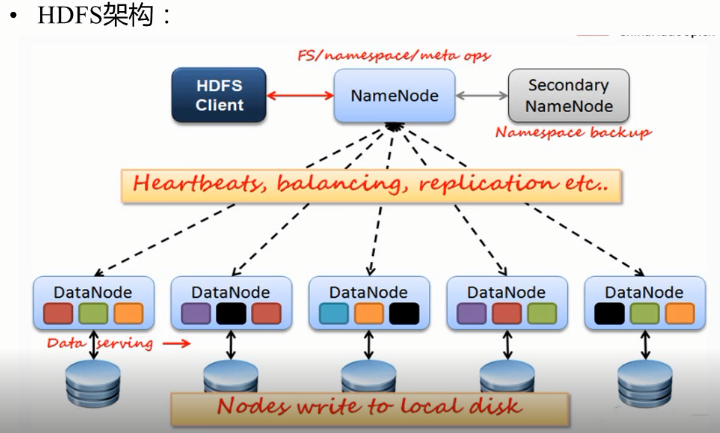 • HDFS架构：
FS/namespace/meta ops
HDFS
Client
NameNode
Secondary
NameNode
Namespace backup
Heartbeats, balancing, replication etc..
DataNode
DataNode
DataNode
DataNode
DataNode
Data serving
Nodes write to local disk